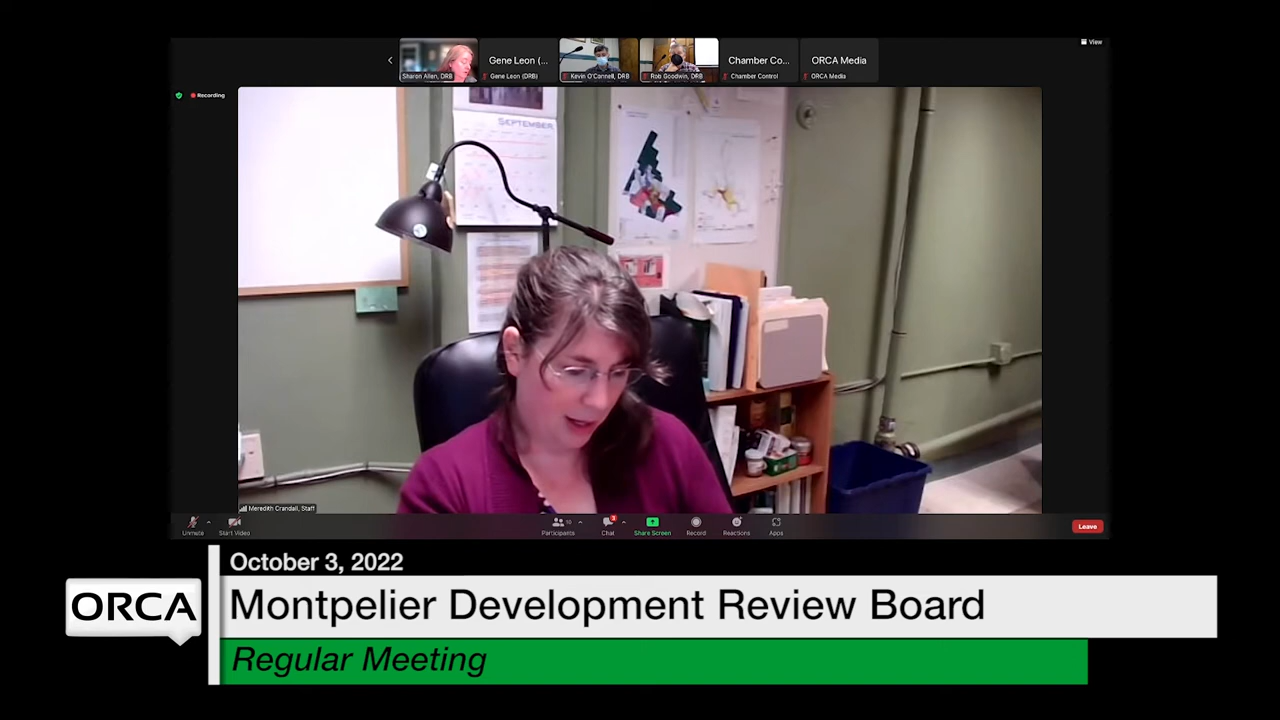 View
Gene Leon (...
Chamber Co...
ORCA Media
Sharon Allen, DRB
Gene Leon (DRB)
Kevin O'Connell, DRB
Rob Goodwin, DRB
Chamber Control
ORCA Media
Recording
SEPTEMBER
Meredith Crandall, Staff
Unmute
Start Video
Participants
10
Chat
Share Screen
Record
Reactions
Apps
Leave
October 3, 2022
ORCA
Montpelier Development Review Board
Regular Meeting